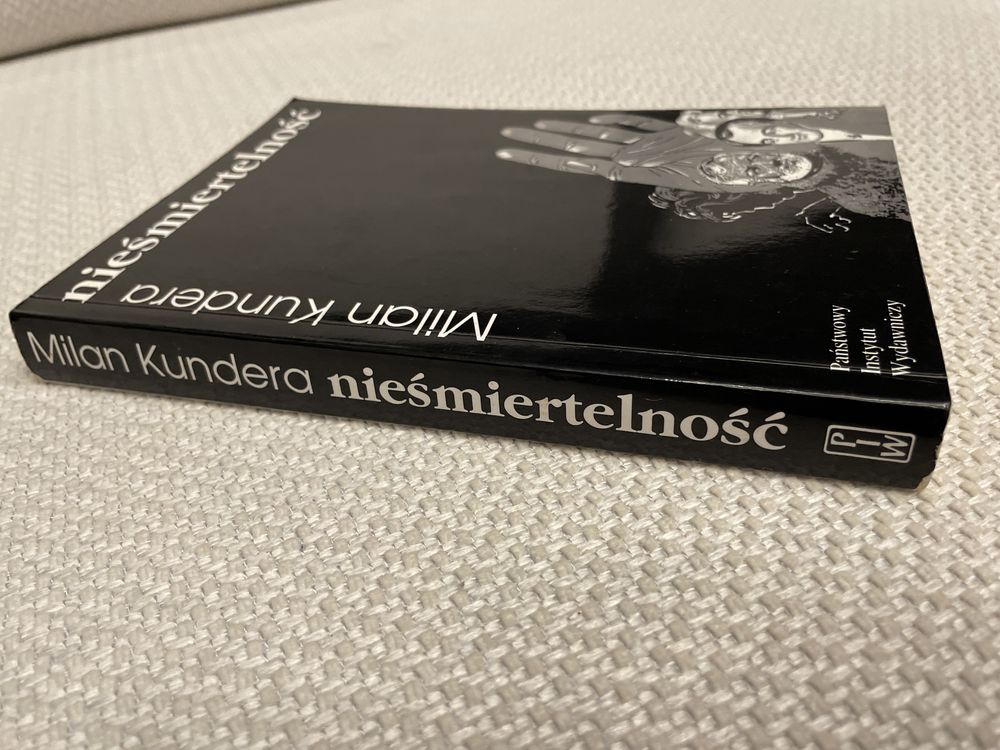 nieśmiertelność
Milan Kundera
Państwowy
Instytut
Wydawniczy
Milan Kundera nieśmiertelność
PIW